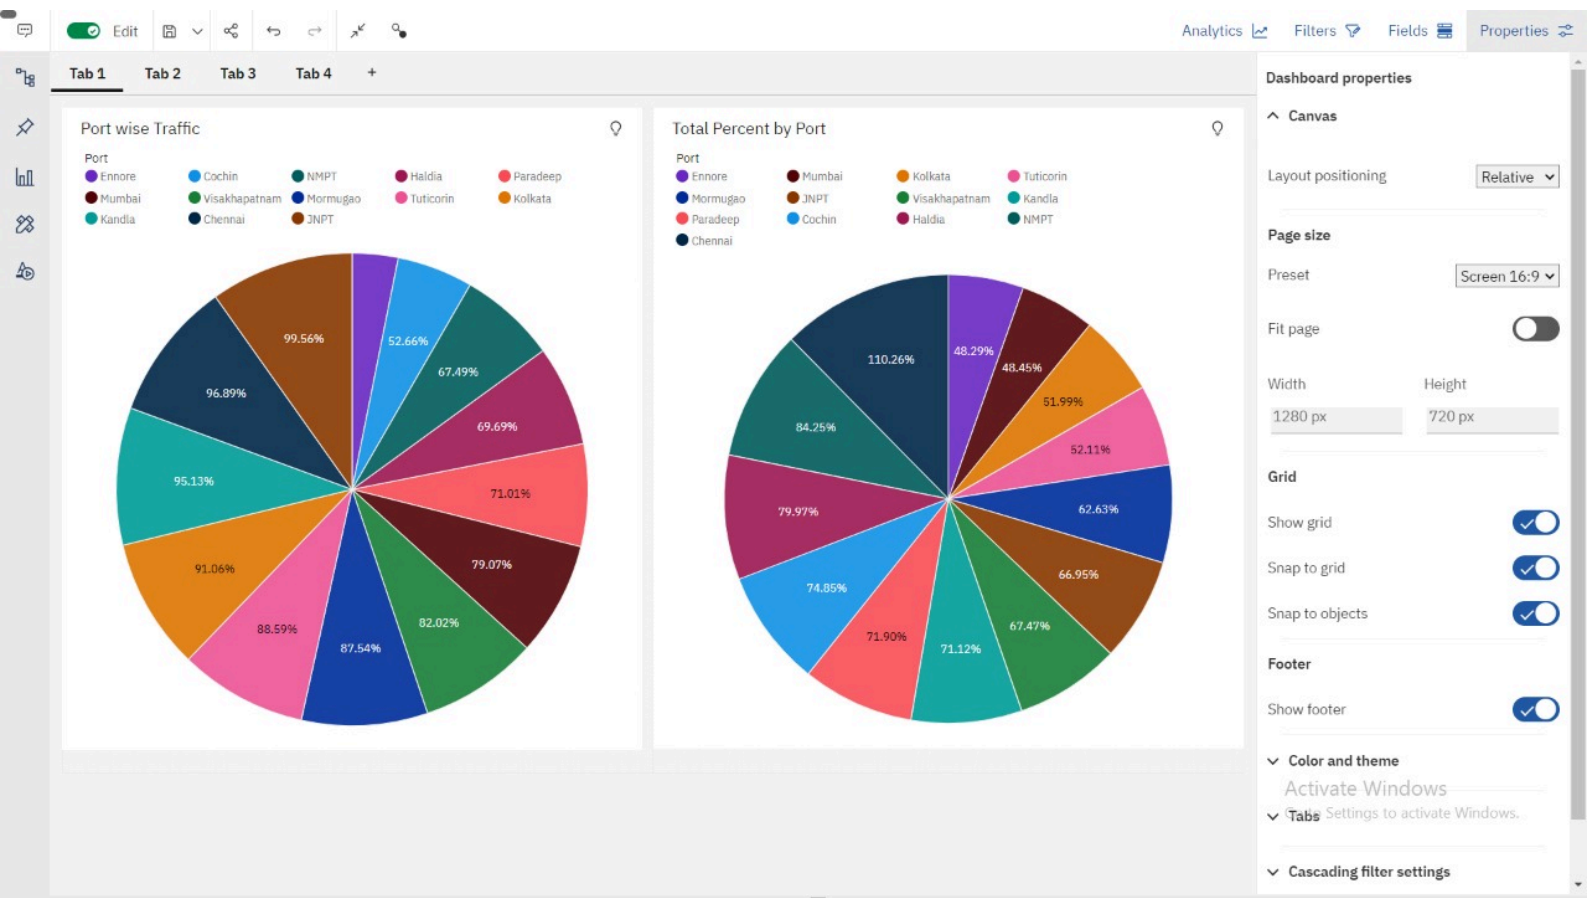 Edit
Analytics Filters Fields Properties
Tab 1 Tab 2 Tab 3 Tab 4 +
Port wise Traffic
Port
Ennore Cochin NMPT Haldia Paradeep
Mumbai Visakhapatnam Mormugao Tuticorin Kolkata
Kandla Chennai JNPT
99.56%
52.66%
67.49%
96.89%
69.69%
95.13%
71.01%
91.06%
79.07%
88.59%
82.02%
87.54%
Total Percent by Port
Port
Ennore Mumbai Kolkata Tuticorin
Mormugao JNPT Visakhapatnam Kandla
Paradeep Cochin Haldia NMPT
Chennai
110.26%
48.29%
48.45%
51.99%
84.25%
52.11%
79.97%
62.63%
74.85%
66.95%
71.90%
67.47%
71.12%
Dashboard properties
Canvas
Layout positioning Relative
Page size
Preset Screen 16:9
Fit page
Width Height
1280 px 720 px
Grid
Show grid
Snap to grid
Snap to objects
Footer
Show footer
Color and theme
Activate Windows
Tabs
Settings to activate Windows.
Cascading filter settings